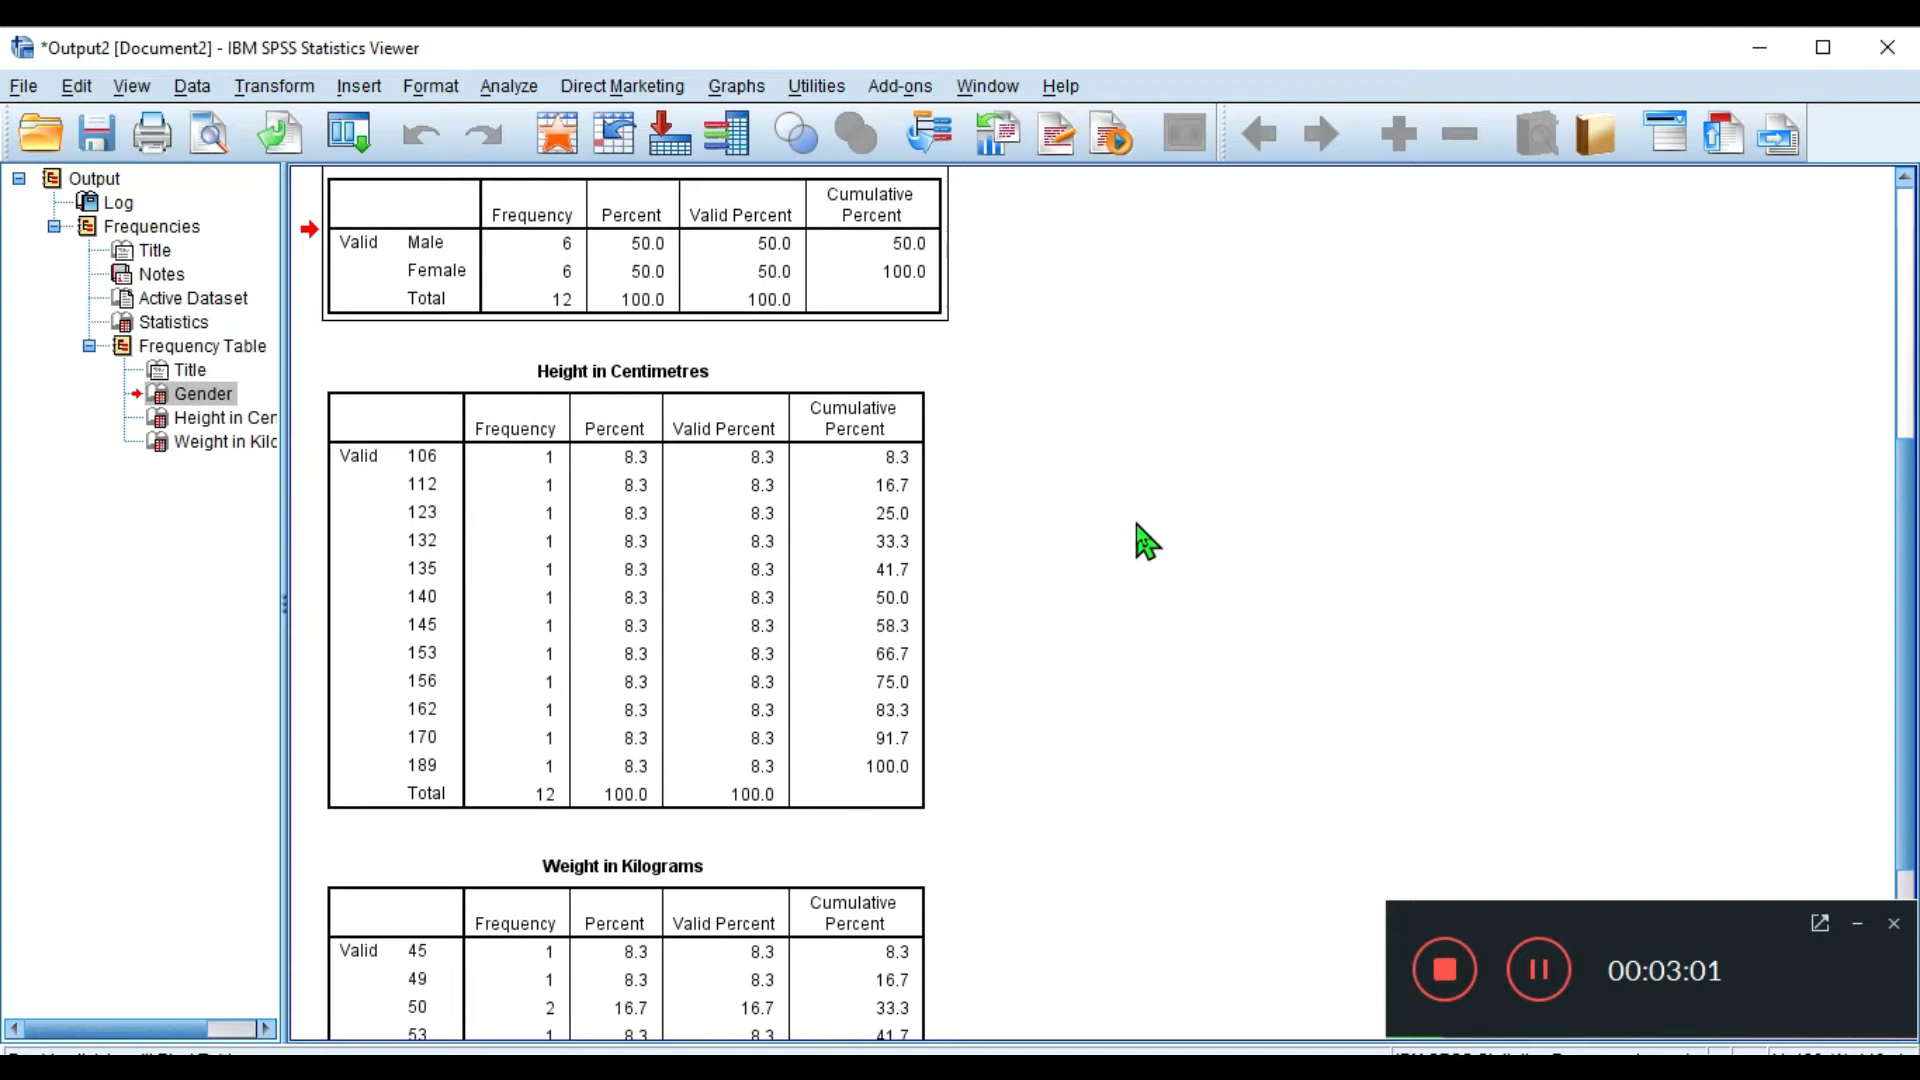 *Output2 [Document2] - IBM SPSS Statistics Viewer
File Edit View Data Transform Insert Format Analyze Direct Marketing Graphs Utilities Add-ons Window Help
Output
Log
Frequencies
Title
Notes
Active Dataset
Statistics
Frequency Table
Title
Gender
Height in Cen
Weight in Kilo
Frequency Percent Valid Percent Cumulative Percent
Valid Male 6 50.0 50.0 50.0
Female 6 50.0 50.0 100.0
Total 12 100.0 100.0
Height in Centimetres
Frequency Percent Valid Percent Cumulative Percent
Valid 106 1 8.3 8.3 8.3
112 1 8.3 8.3 16.7
123 1 8.3 8.3 25.0
132 1 8.3 8.3 33.3
135 1 8.3 8.3 41.7
140 1 8.3 8.3 50.0
145 1 8.3 8.3 58.3
153 1 8.3 8.3 66.7
156 1 8.3 8.3 75.0
162 1 8.3 8.3 83.3
170 1 8.3 8.3 91.7
189 1 8.3 8.3 100.0
Total 12 100.0 100.0
Weight in Kilograms
Frequency Percent Valid Percent Cumulative Percent
Valid 45 1 8.3 8.3 8.3
49 1 8.3 8.3 16.7
50 2 16.7 16.7 33.3
53 1 8.3 8.3 41.7
00:03:01